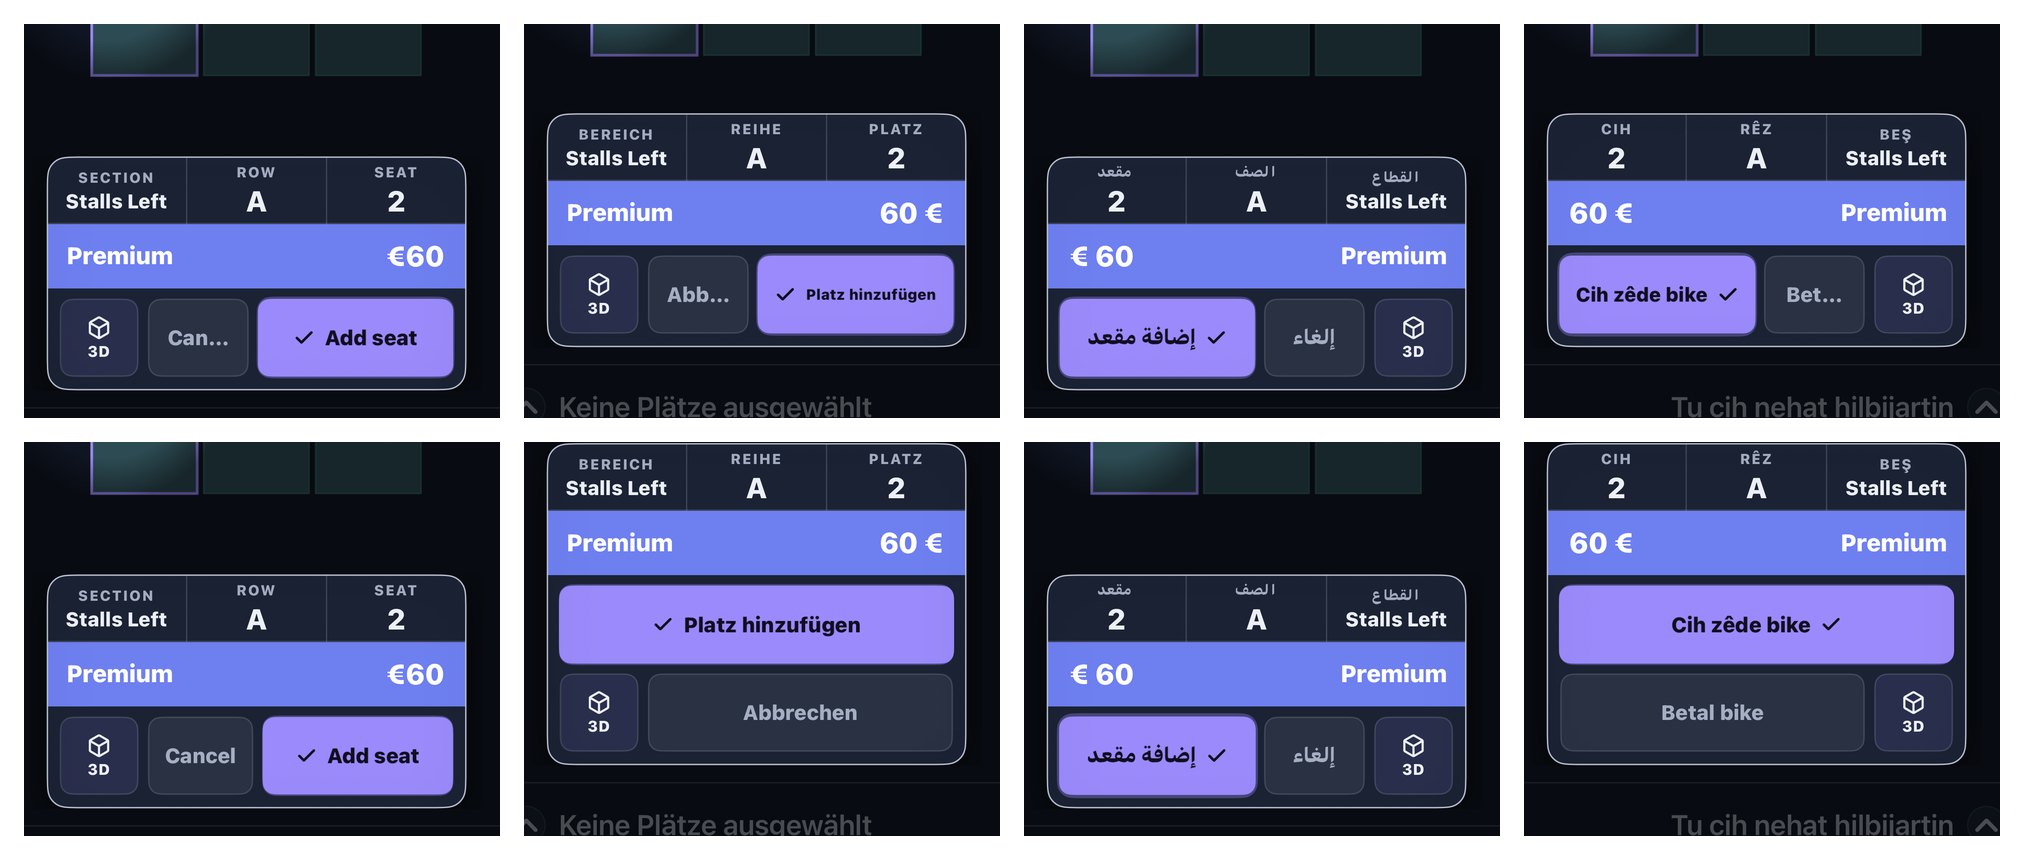 SECTION ROW SEAT
Stalls Left A 2
Premium €60
3D Can... Add seat
BEREICH REIHE PLATZ
Stalls Left A 2
Premium 60 €
3D Abb... Platz hinzufügen
Keine Plätze ausgewählt
القطاع الصف مقعد
Stalls Left A 2
Premium € 60
3D إلغاء إضافة مقعد
CIH RÊZ BEŞ
2 A Stalls Left
60 € Premium
Cih zêde bike Bet... 3D
Tu cih nehat hilbijartin
SECTION ROW SEAT
Stalls Left A 2
Premium €60
3D Cancel Add seat
BEREICH REIHE PLATZ
Stalls Left A 2
Premium 60 €
Platz hinzufügen
3D Abbrechen
Keine Plätze ausgewählt
القطاع الصف مقعد
Stalls Left A 2
Premium € 60
3D إلغاء إضافة مقعد
CIH RÊZ BEŞ
2 A Stalls Left
60 € Premium
Cih zêde bike
Betal bike 3D
Tu cih nehat hilbijartin